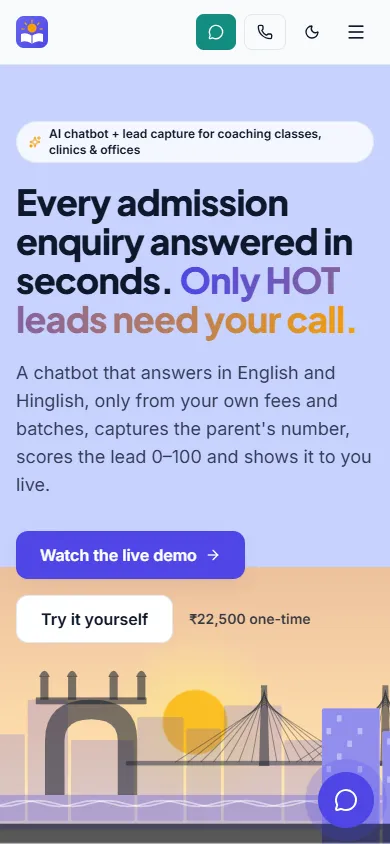 AI chatbot + lead capture for coaching classes,
clinics & offices
Every admission
enquiry answered in
seconds. Only HOT
leads need your call.
A chatbot that answers in English and
Hinglish, only from your own fees and
batches, captures the parent's number,
scores the lead 0–100 and shows it to you
live.
Watch the live demo →
Try it yourself
₹22,500 one-time